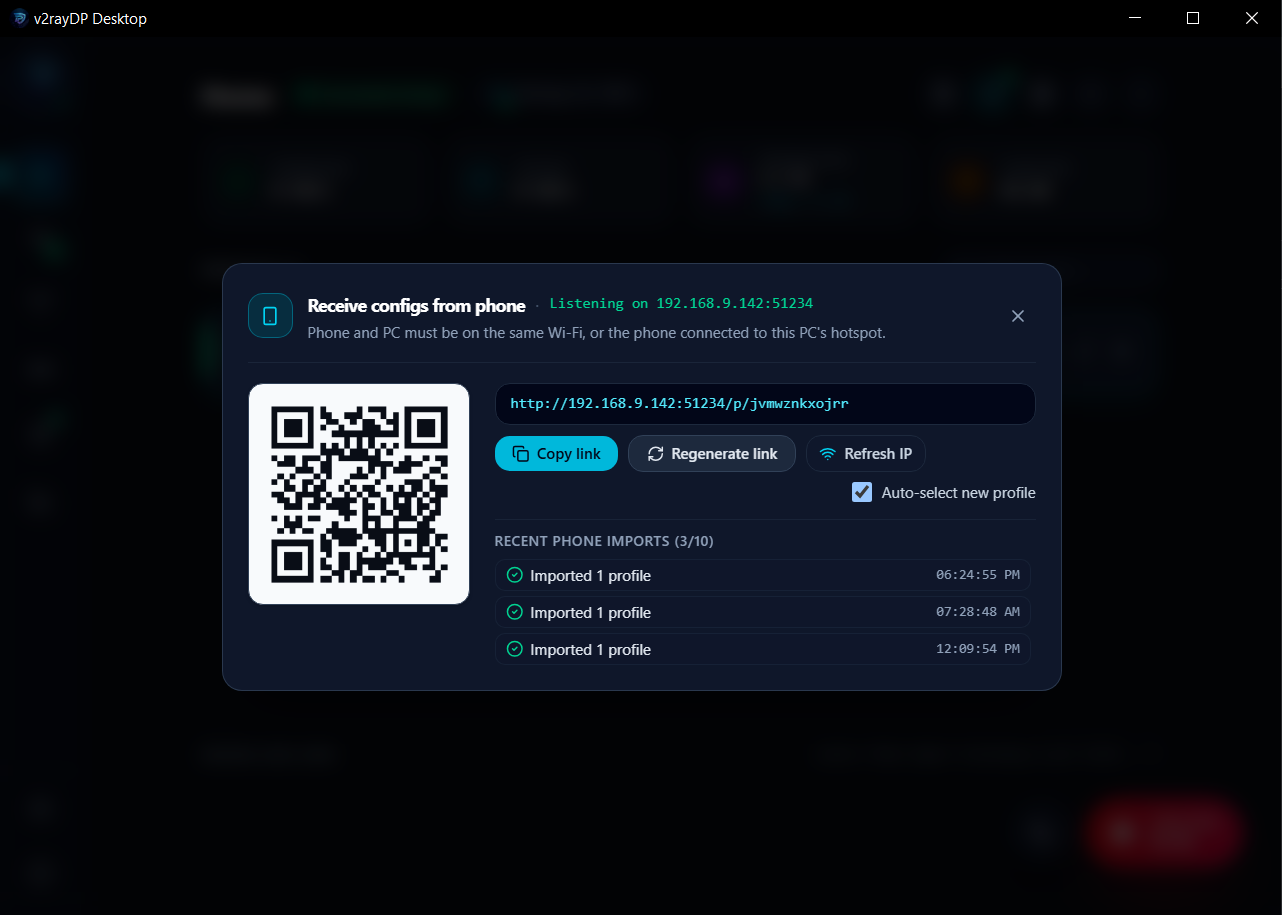 v2rayDP Desktop
Receive configs from phone · Listening on 192.168.9.142:51234
Phone and PC must be on the same Wi-Fi, or the phone connected to this PC's hotspot.
http://192.168.9.142:51234/p/jvmwznkxojrr
Copy link Regenerate link Refresh IP
Auto-select new profile
RECENT PHONE IMPORTS (3/10)
Imported 1 profile 06:24:55 PM
Imported 1 profile 07:28:48 AM
Imported 1 profile 12:09:54 PM